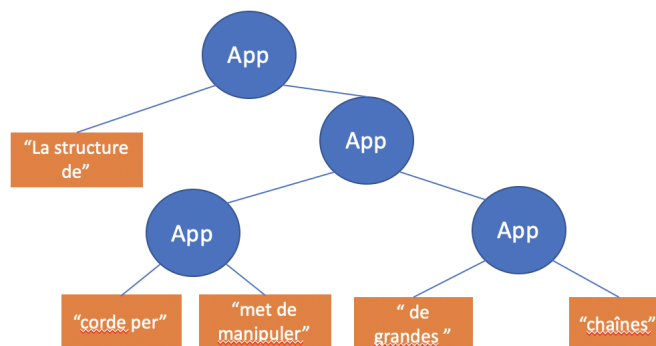 App
“La structure
de”
App
App
App
“corde per”
“met de
manipuler”
“ de
grandes ”
“chaînes”